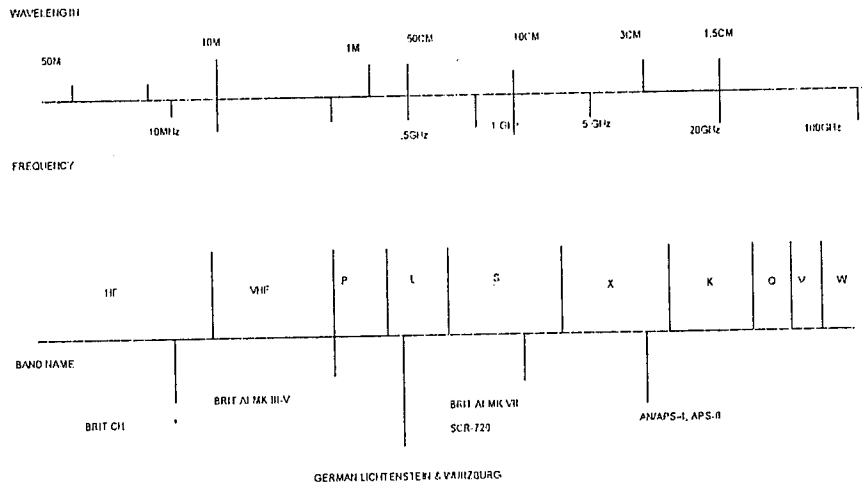 WAVELENGTH
50M 10M 1M 50CM 10CM 3CM 1.5CM
10MHz .5GHz 1 GHz 5 GHz 20GHz 100GHz
FREQUENCY
HF VHF P L S X K Q V W
BAND NAME
BRIT CH BRIT AI MK III-V BRIT AI MK VII AN/APS-4, APS-6
SCR-720
GERMAN LICHTENSTEIN & WURZBURG